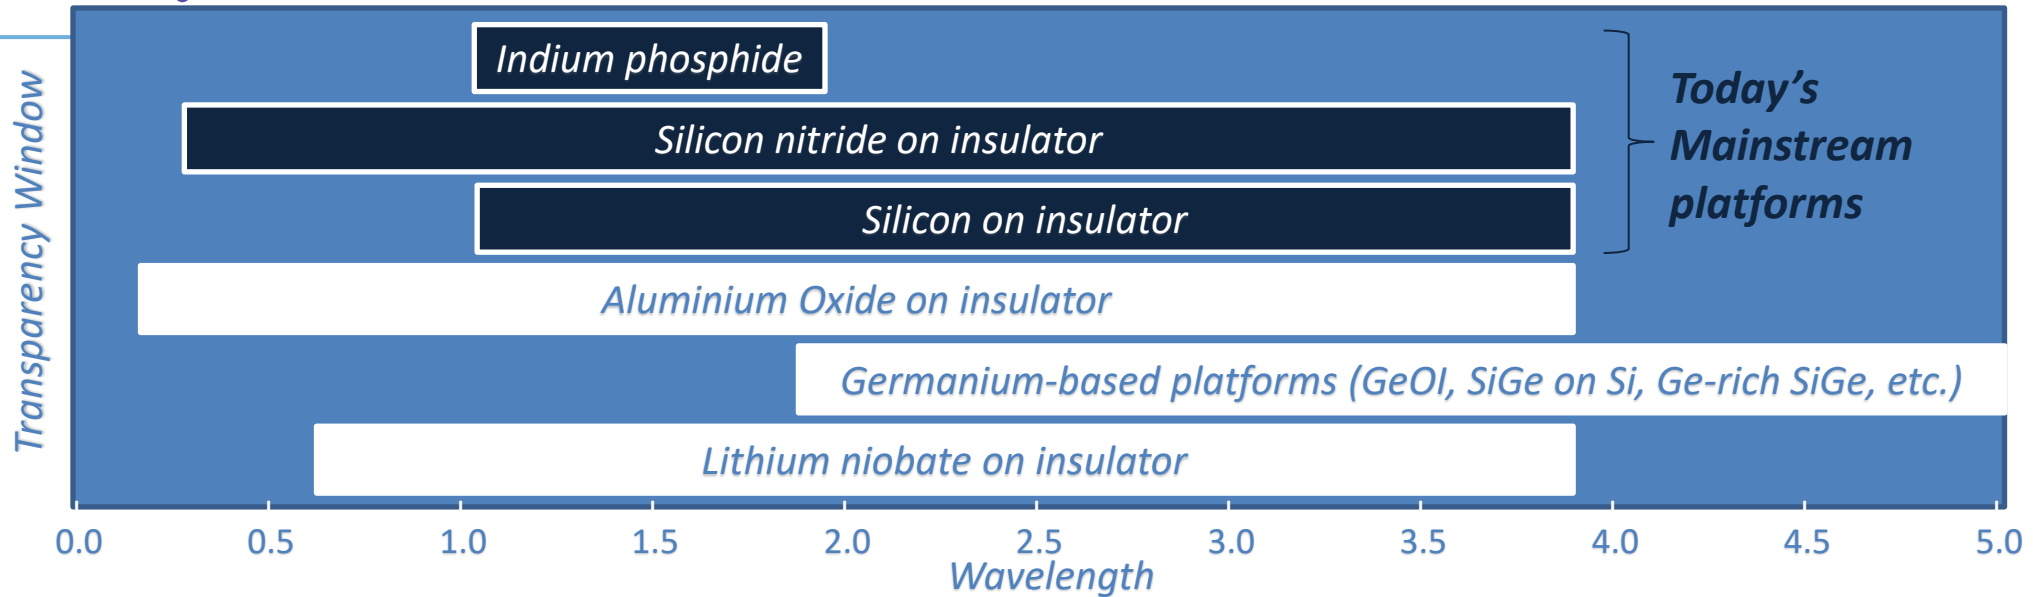 Indium phosphide
Silicon nitride on insulator
Silicon on insulator
Aluminium Oxide on insulator
Germanium-based platforms (GeOI, SiGe on Si, Ge-rich SiGe, etc.)
Lithium niobate on insulator
Today's
Mainstream
platforms
Transparency Window
0.0 0.5 1.0 1.5 2.0 2.5 3.0 3.5 4.0 4.5 5.0
Wavelength